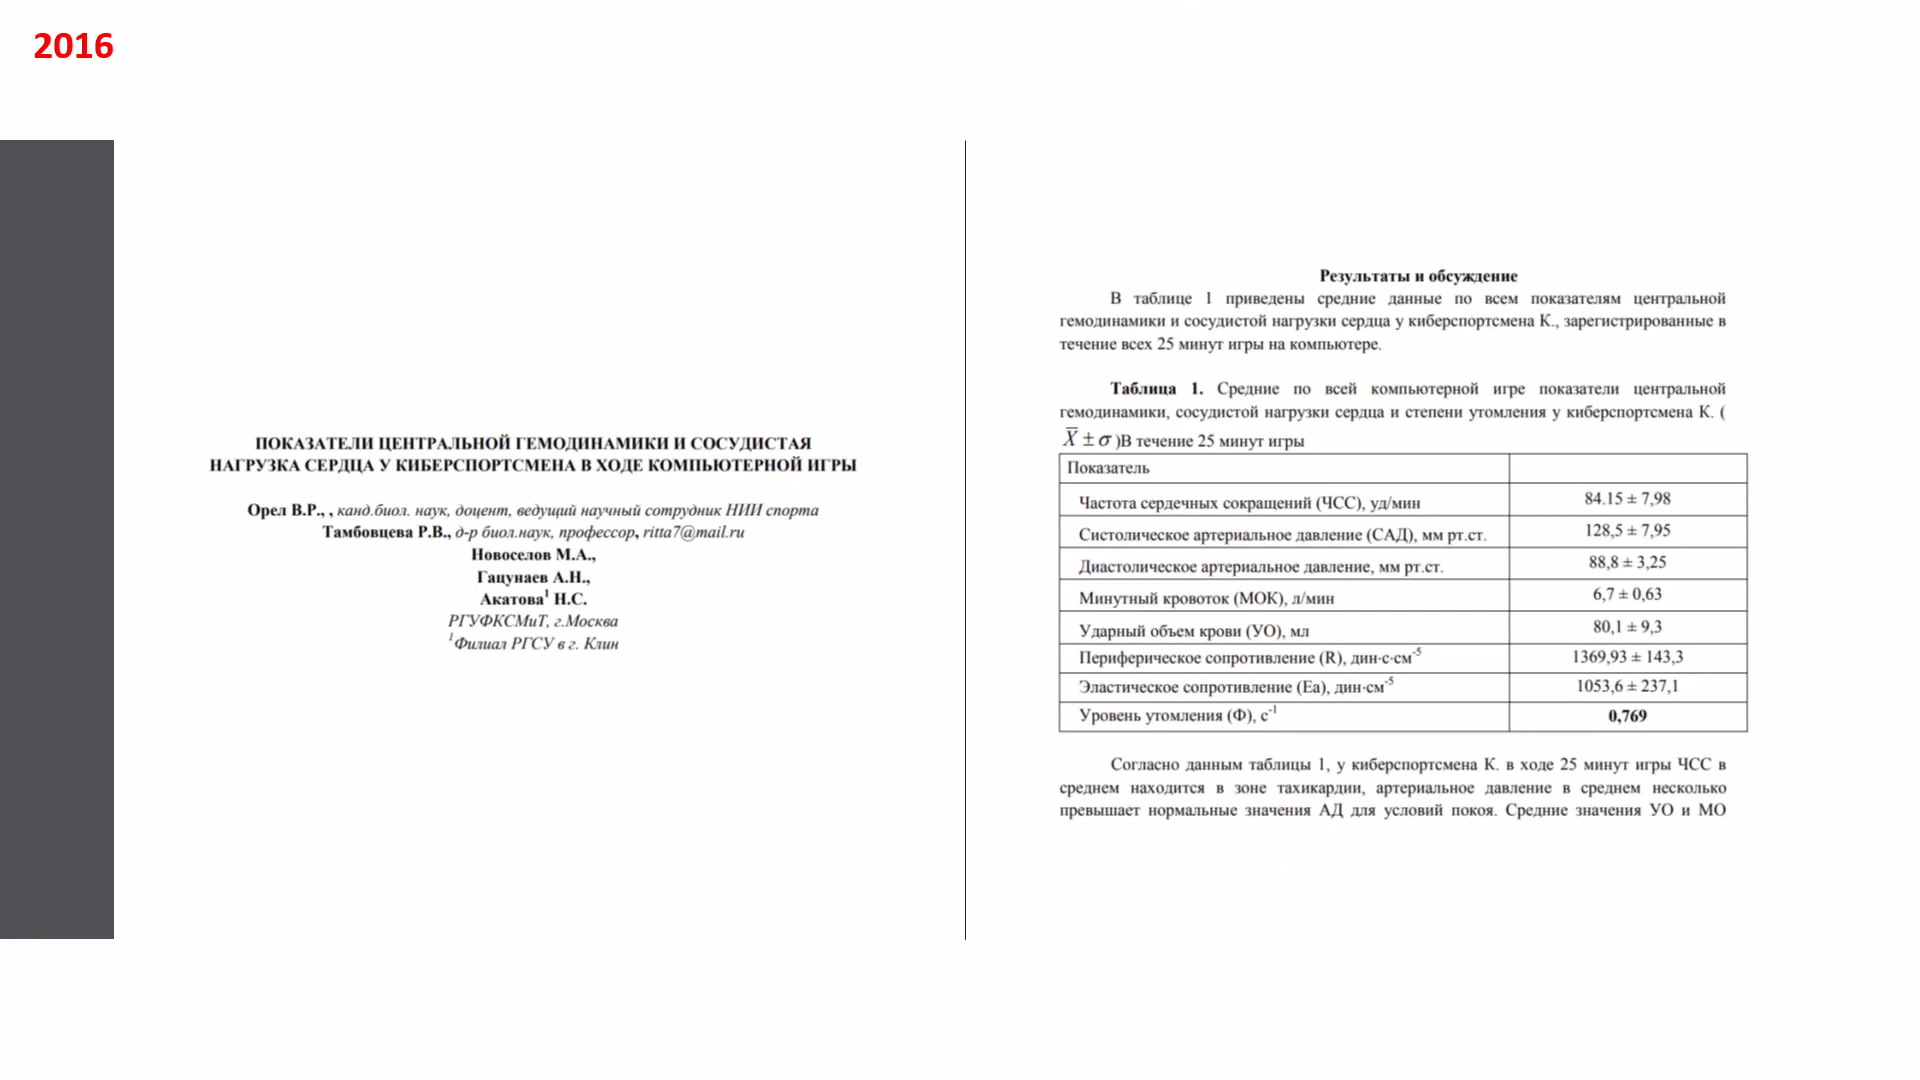 2016
ПОКАЗАТЕЛИ ЦЕНТРАЛЬНОЙ ГЕМОДИНАМИКИ И СОСУДИСТАЯ
НАГРУЗКА СЕРДЦА У КИБЕРСПОРТСМЕНА В ХОДЕ КОМПЬЮТЕРНОЙ ИГРЫ
Орел В.Р., , канд.биол. наук, доцент, ведущий научный сотрудник НИИ спорта
Тамбовцева Р.В., д-р биол.наук, профессор, ritta7@mail.ru
Новоселов М.А.,
Гацунаев А.Н.,
Акатова¹ Н.С.
РГУФКСМиТ, г.Москва
¹Филиал РГСУ в г. Клин
Результаты и обсуждение
В таблице 1 приведены средние данные по всем показателям центральной
гемодинамики и сосудистой нагрузки сердца у киберспортсмена К., зарегистрированные в
течение всех 25 минут игры на компьютере.
Таблица 1. Средние по всей компьютерной игре показатели центральной
гемодинамики, сосудистой нагрузки сердца и степени утомления у киберспортсмена К. (
X̅ ± σ )В течение 25 минут игры
Показатель
Частота сердечных сокращений (ЧСС), уд/мин 84.15 ± 7,98
Систолическое артериальное давление (САД), мм рт.ст. 128,5 ± 7,95
Диастолическое артериальное давление, мм рт.ст. 88,8 ± 3,25
Минутный кровоток (МОК), л/мин 6,7 ± 0,63
Ударный объем крови (УО), мл 80,1 ± 9,3
Периферическое сопротивление (R), дин·с·см⁻⁵ 1369,93 ± 143,3
Эластическое сопротивление (Ea), дин·см⁻⁵ 1053,6 ± 237,1
Уровень утомления (Ф), с⁻¹ 0,769
Согласно данным таблицы 1, у киберспортсмена К. в ходе 25 минут игры ЧСС в
среднем находится в зоне тахикардии, артериальное давление в среднем несколько
превышает нормальные значения АД для условий покоя. Средние значения УО и МО